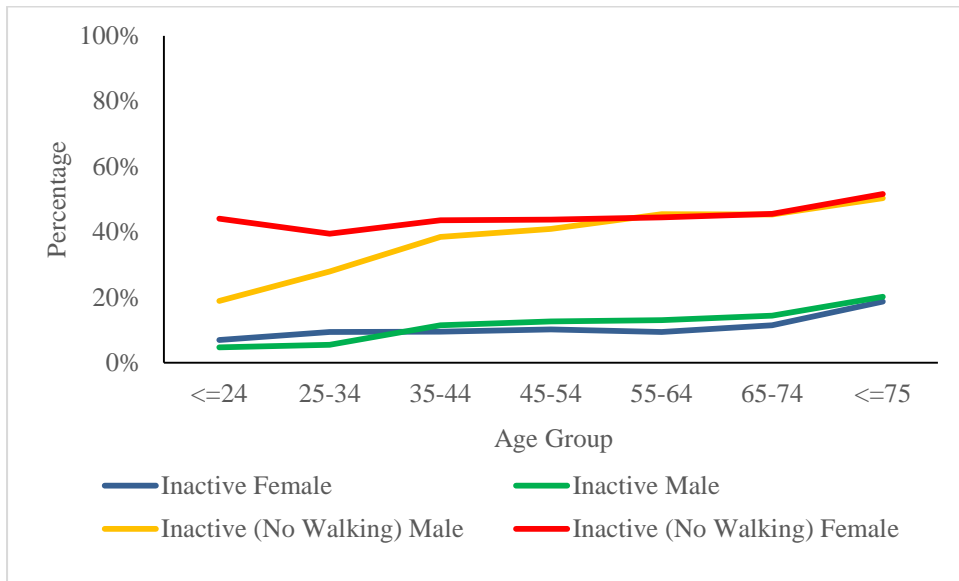 100%
80%
60%
40%
20%
0%
Percentage
<=24 25-34 35-44 45-54 55-64 65-74 <=75
Age Group
Inactive Female Inactive Male
Inactive (No Walking) Male Inactive (No Walking) Female